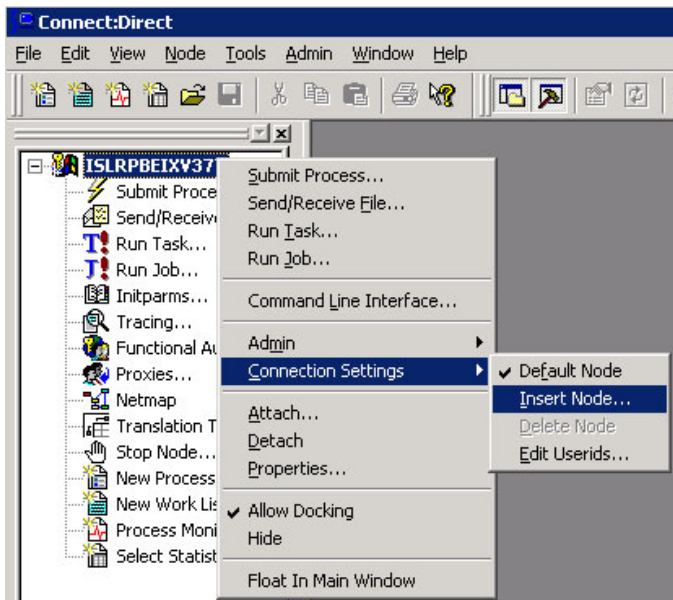 Connect:Direct
File Edit View Node Tools Admin Window Help
ISLRPBEIXV37
Submit Proce
Send/Receiv
Run Task...
Run Job...
Initparms...
Tracing...
Functional Au
Proxies...
Netmap
Translation T
Stop Node...
New Process
New Work Lis
Process Moni
Select Statist
Submit Process...
Send/Receive File...
Run Task...
Run Job...
Command Line Interface...
Admin
Connection Settings
Attach...
Detach
Properties...
Allow Docking
Hide
Float In Main Window
Default Node
Insert Node...
Delete Node
Edit Userids...